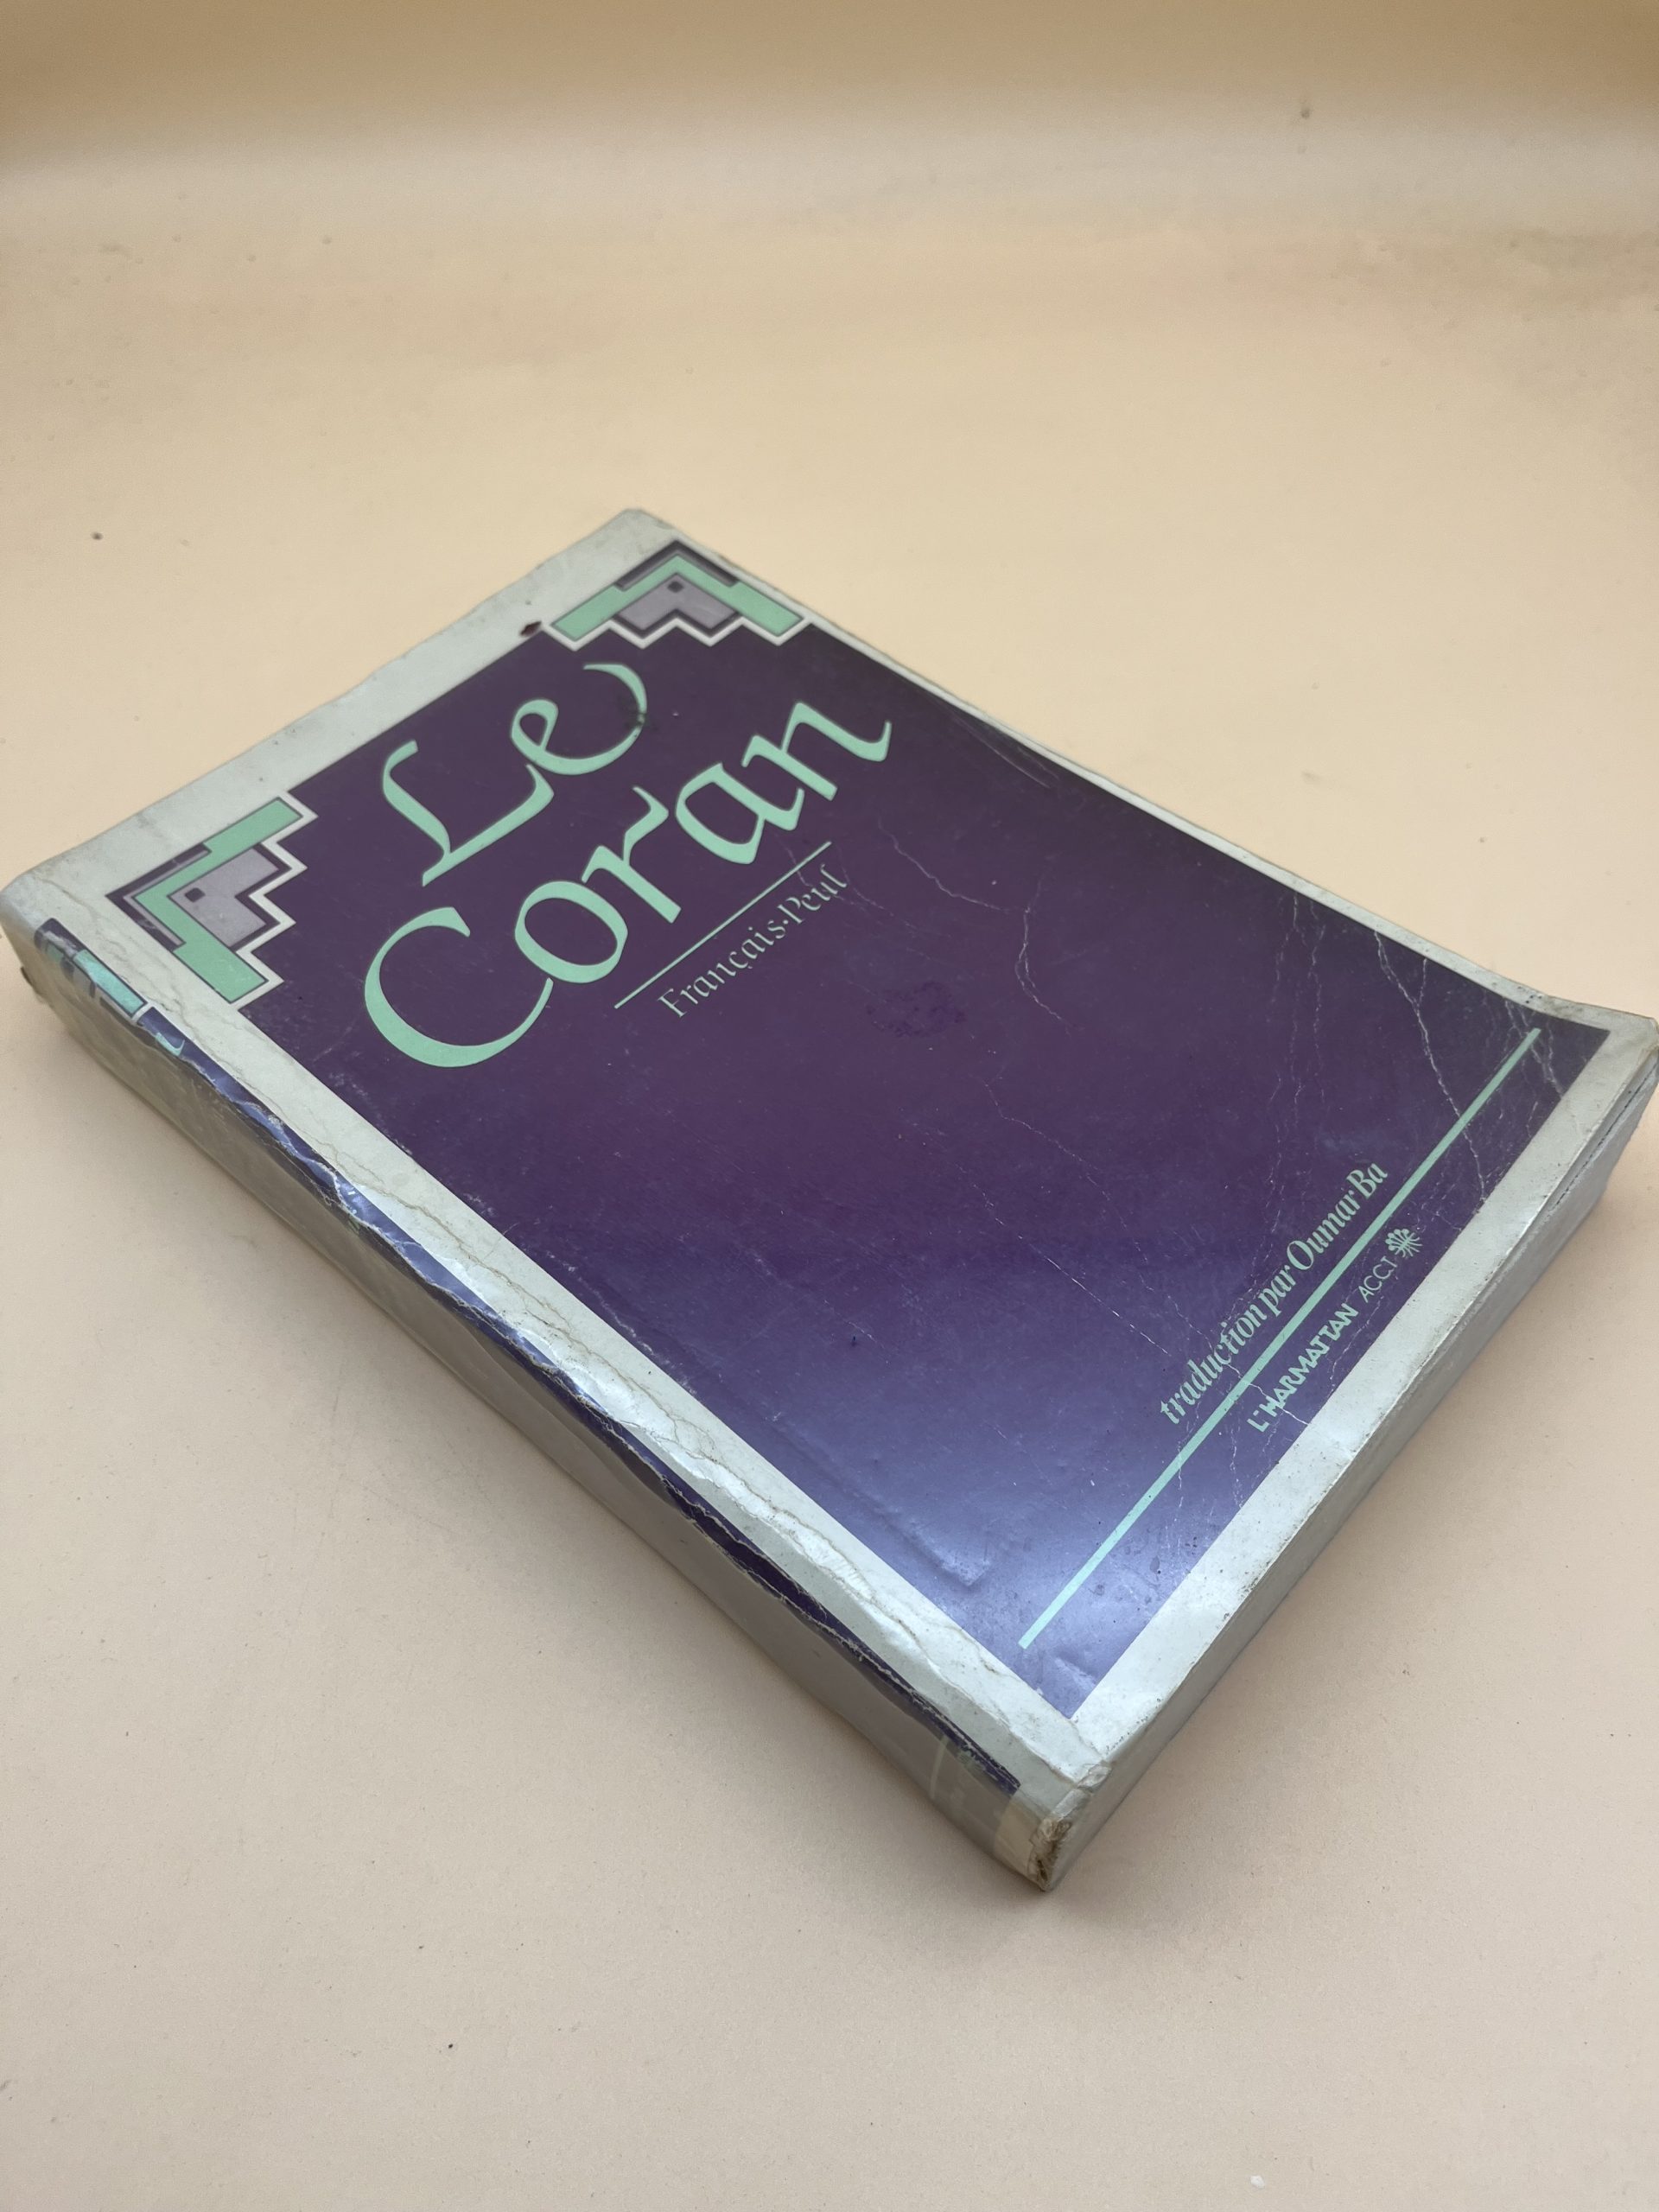 Le
Coran
Français-Peul
traduction par Oumar Ba
L'HARMATTAN ACCT